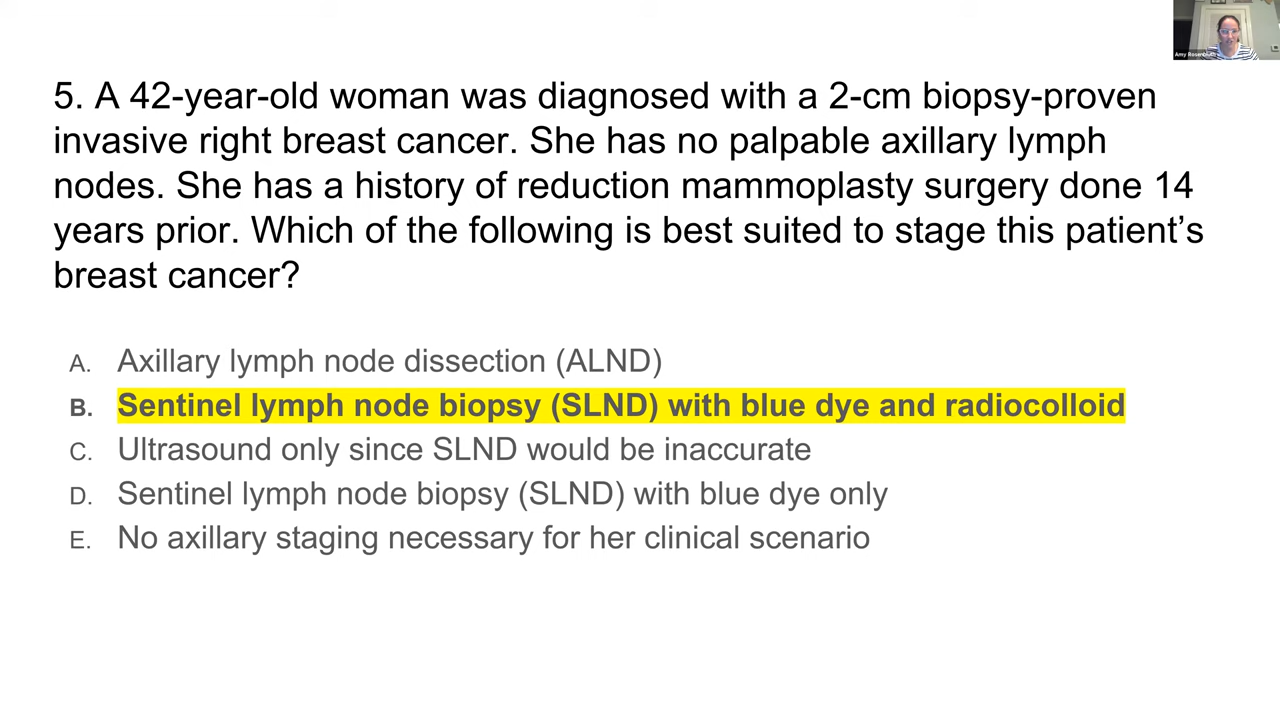 Amy Rosenbluth
5. A 42-year-old woman was diagnosed with a 2-cm biopsy-proven
invasive right breast cancer. She has no palpable axillary lymph
nodes. She has a history of reduction mammoplasty surgery done 14
years prior. Which of the following is best suited to stage this patient’s
breast cancer?
A. Axillary lymph node dissection (ALND)
B. Sentinel lymph node biopsy (SLND) with blue dye and radiocolloid
C. Ultrasound only since SLND would be inaccurate
D. Sentinel lymph node biopsy (SLND) with blue dye only
E. No axillary staging necessary for her clinical scenario